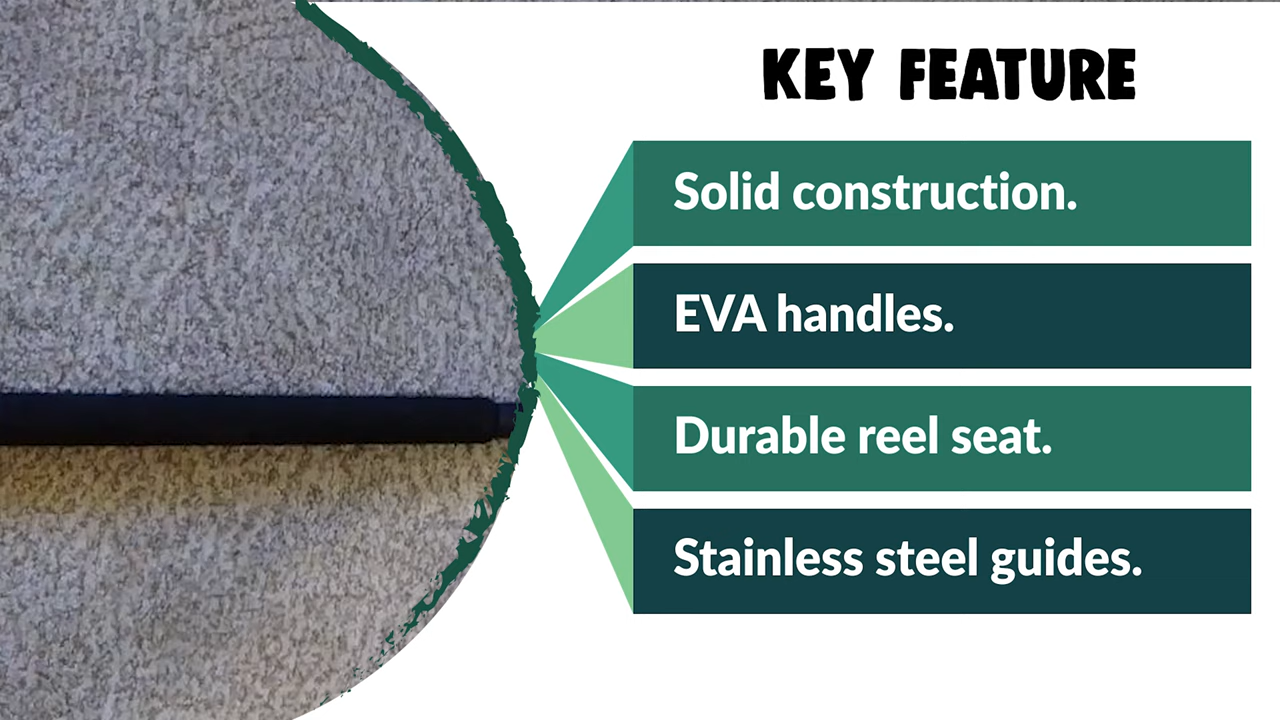 KEY FEATURE
Solid construction.
EVA handles.
Durable reel seat.
Stainless steel guides.